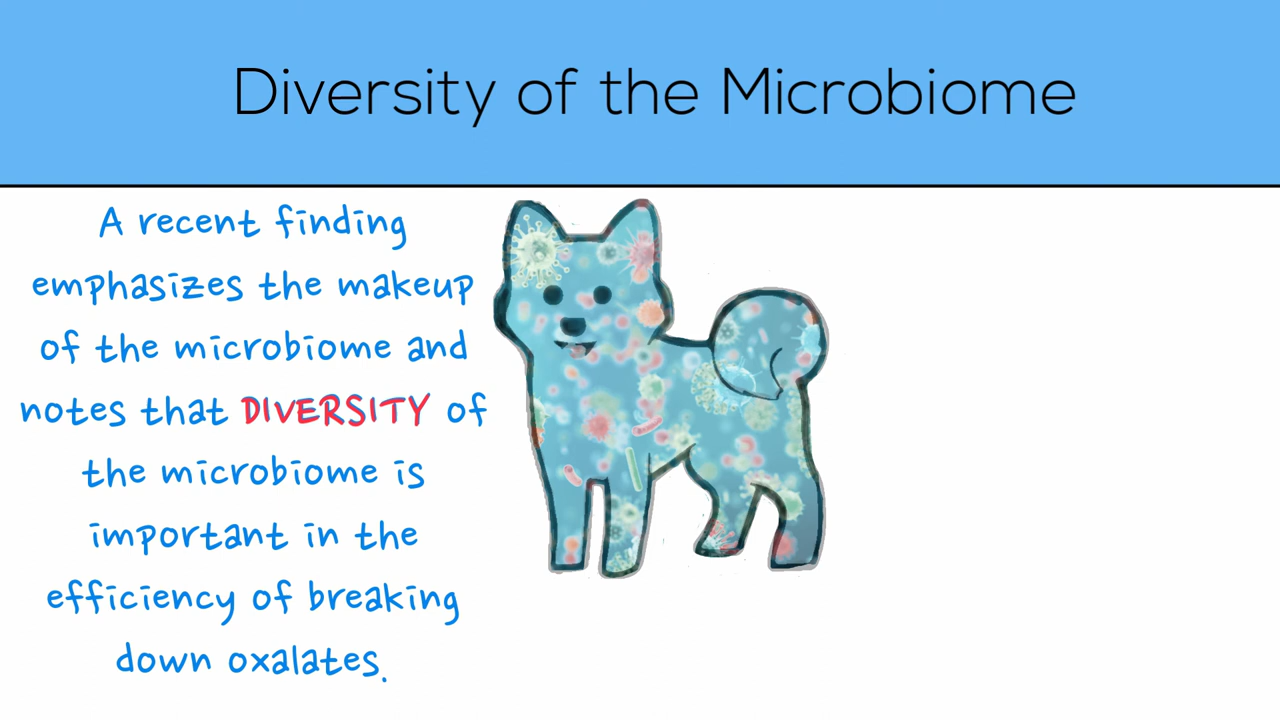 Diversity of the Microbiome
A recent finding
emphasizes the makeup
of the microbiome and
notes that DIVERSITY of
the microbiome is
important in the
efficiency of breaking
down oxalates.